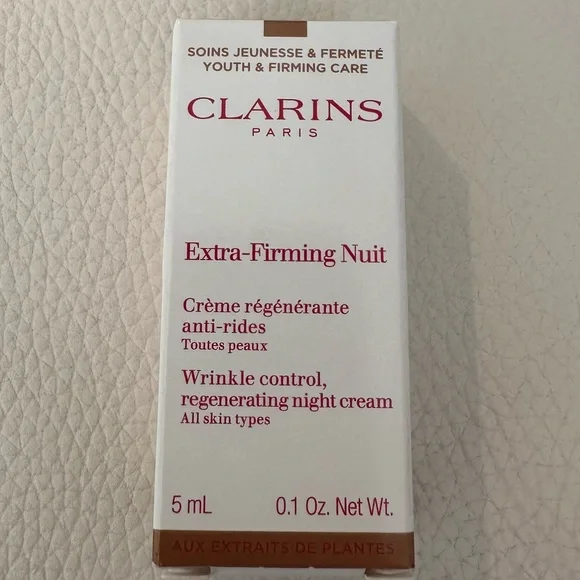 SOINS JEUNESSE & FERMETÉ
YOUTH & FIRMING CARE
CLARINS
PARIS
Extra-Firming Nuit
Crème régénérante
anti-rides
Toutes peaux
Wrinkle control,
regenerating night cream
All skin types
5 mL 0.1 Oz. Net Wt.
AUX EXTRAITS DE PLANTES